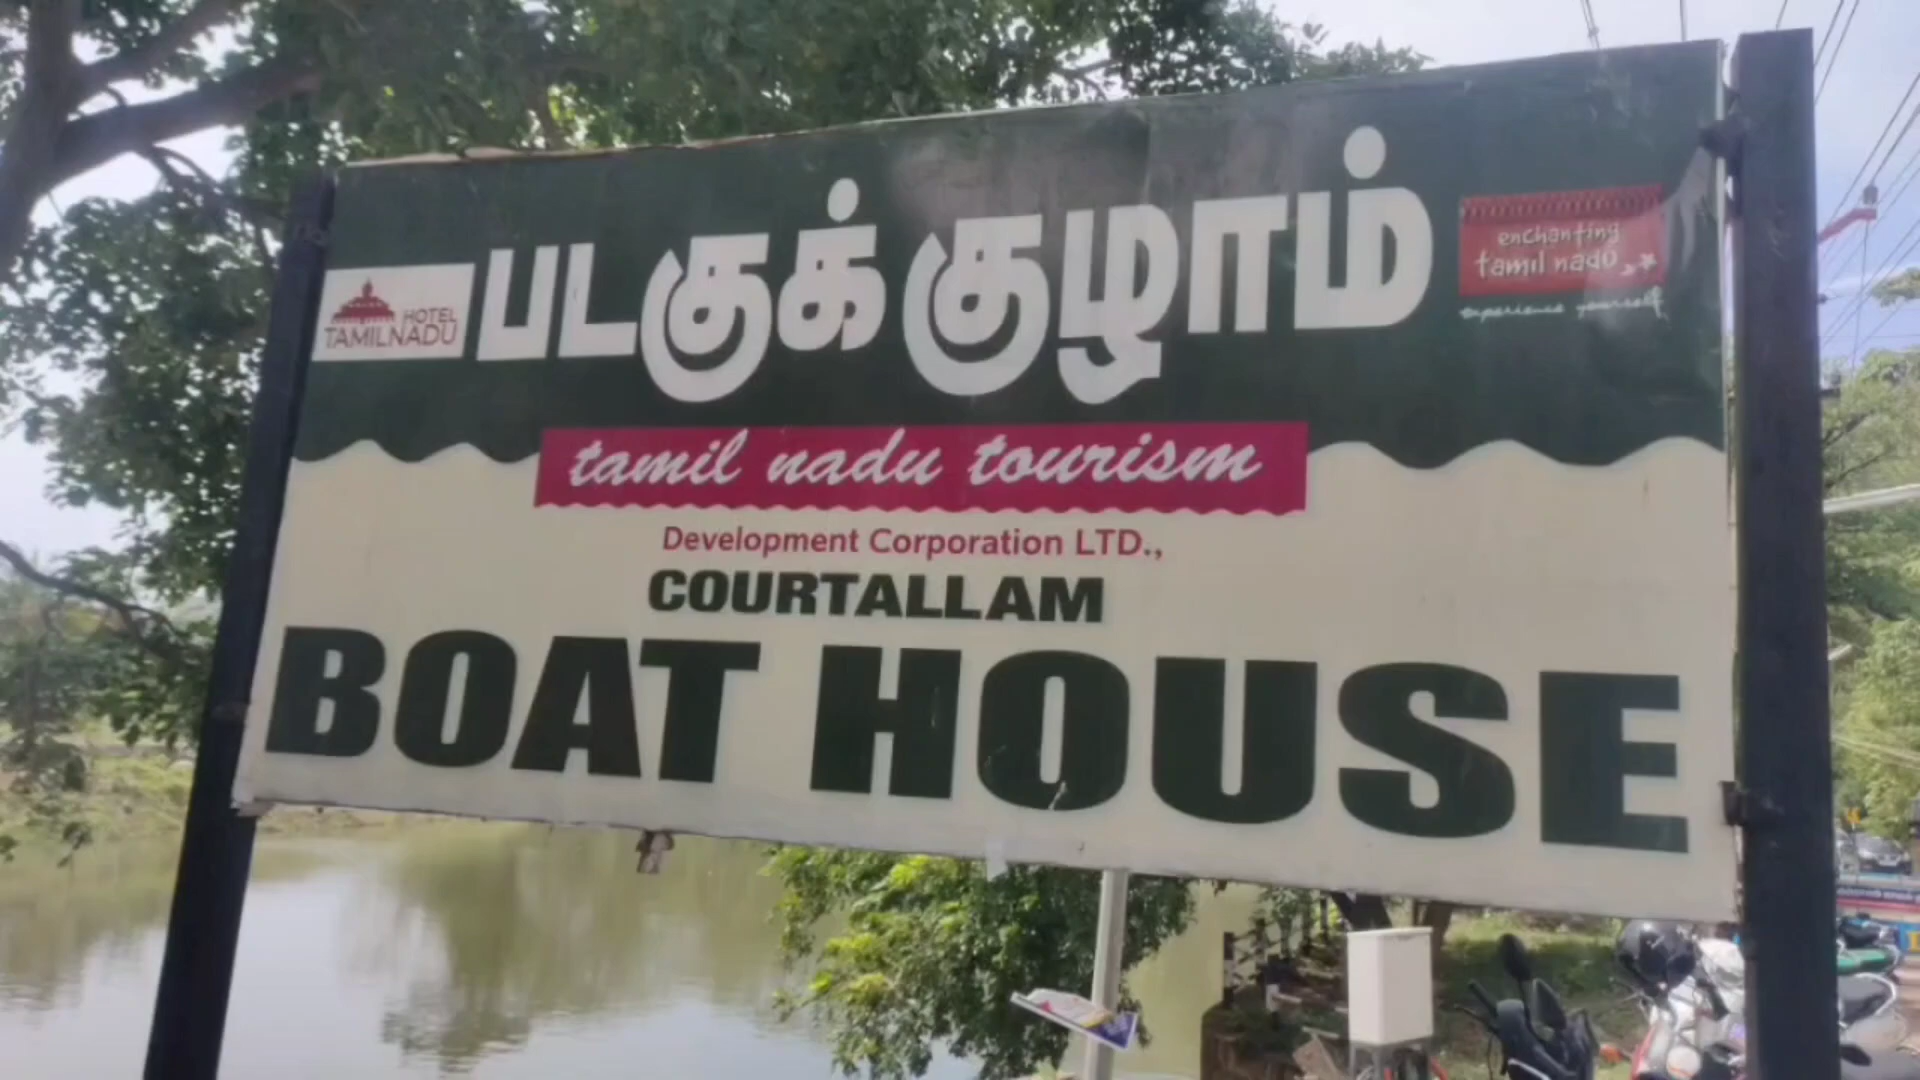 HOTEL
TAMILNADU
படகுக் குழாம்
enchanting
tamil nadu
experience yourself
tamil nadu tourism
Development Corporation LTD.,
COURTALLAM
BOAT HOUSE